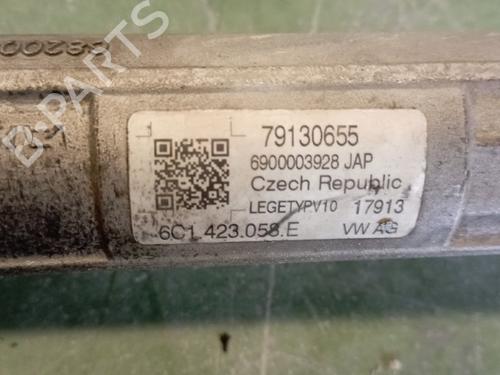 B-PARTS
79130655
6900003928 JAP
Czech Republic
LEGETYPV10 17913
6C1.423.058.E VW AG